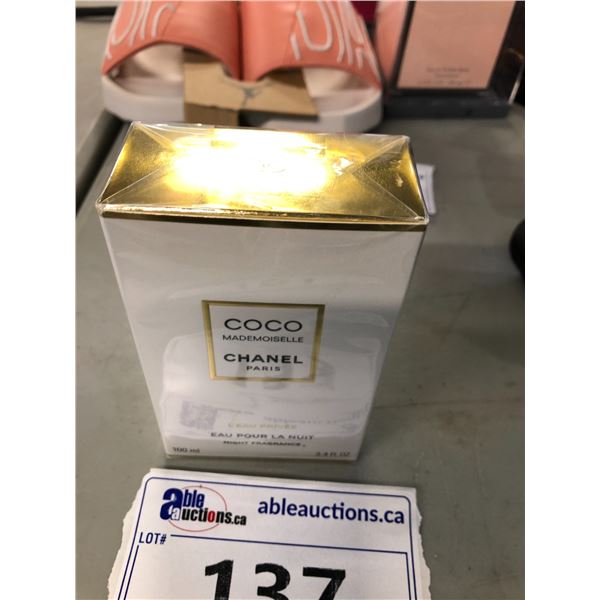 COCO
MADEMOISELLE
CHANEL
PARIS
L'EAU PRIVÉE
EAU POUR LA NUIT
NIGHT FRAGRANCE
100 ml 3.4 FL OZ
able auctions.ca
ableauctions.ca
LOT#
137